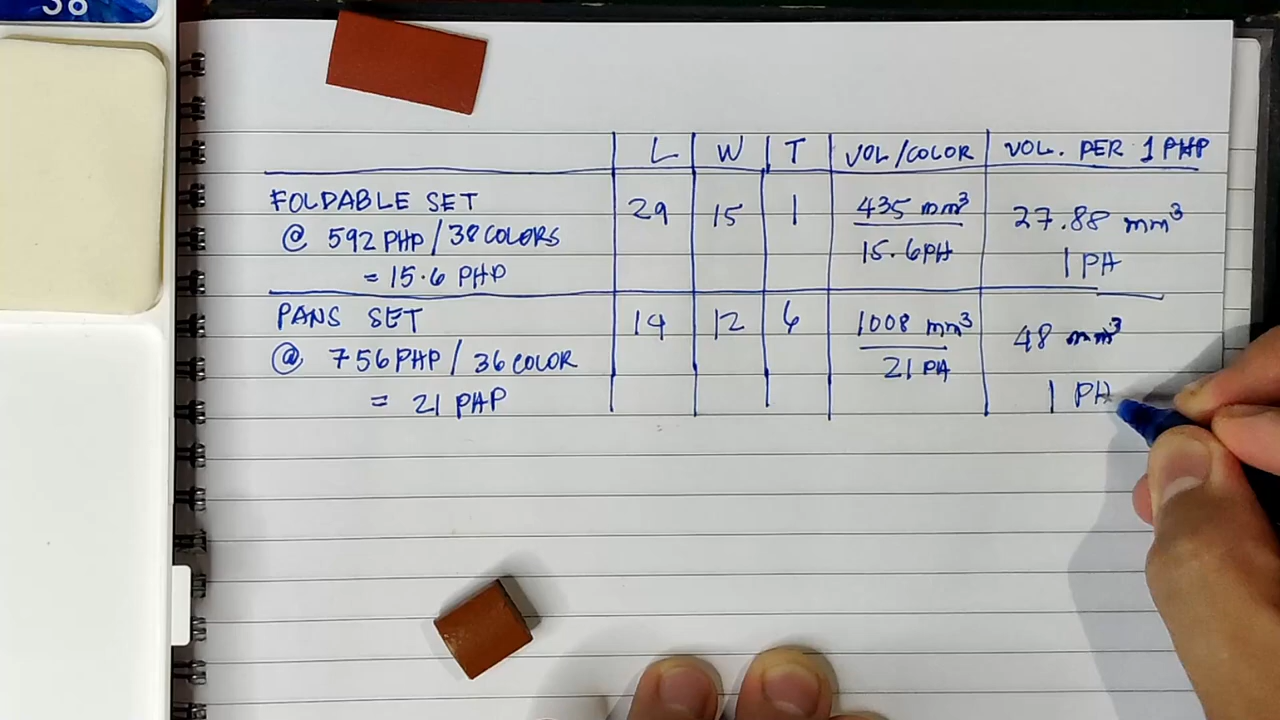 38
L W T VOL/COLOR VOL. PER 1 PHP
FOLDABLE SET 29 15 1 435 mm³ 27.88 mm³
@ 592 PHP/38 COLORS 15.6PH 1 PH
= 15.6 PHP
PANS SET 14 12 6 1008 mm³ 48 mm³
@ 756 PHP/36 COLOR 21 PH 1 PH
= 21 PHP